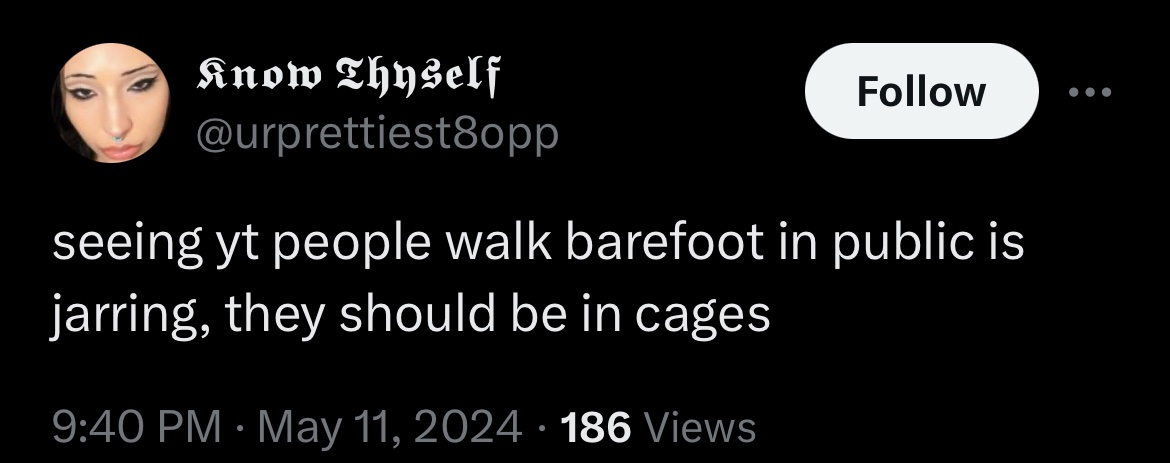 𝕶𝖓𝖔𝖜 𝕿𝖍𝖞𝕾𝖊𝖑𝖋
Follow
@urprettiest8opp
seeing yt people walk barefoot in public is
jarring, they should be in cages
9:40 PM · May 11, 2024 · 186 Views